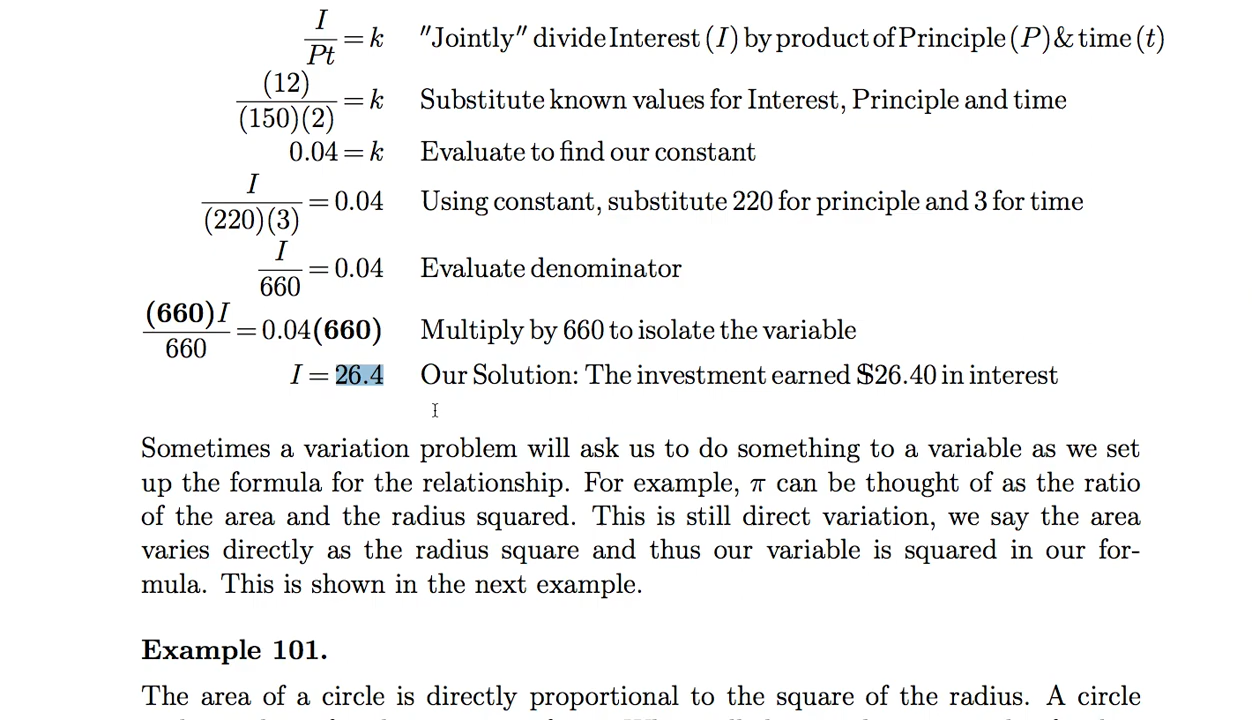 I/Pt = k "Jointly" divide Interest (I) by product of Principle (P) & time (t)
(12)/(150)(2) = k Substitute known values for Interest, Principle and time
0.04 = k Evaluate to find our constant
I/(220)(3) = 0.04 Using constant, substitute 220 for principle and 3 for time
I/660 = 0.04 Evaluate denominator
(660)I/660 = 0.04(660) Multiply by 660 to isolate the variable
I = 26.4 Our Solution: The investment earned $26.40 in interest
Sometimes a variation problem will ask us to do something to a variable as we set
up the formula for the relationship. For example, π can be thought of as the ratio
of the area and the radius squared. This is still direct variation, we say the area
varies directly as the radius square and thus our variable is squared in our for-
mula. This is shown in the next example.
Example 101.
The area of a circle is directly proportional to the square of the radius. A circle